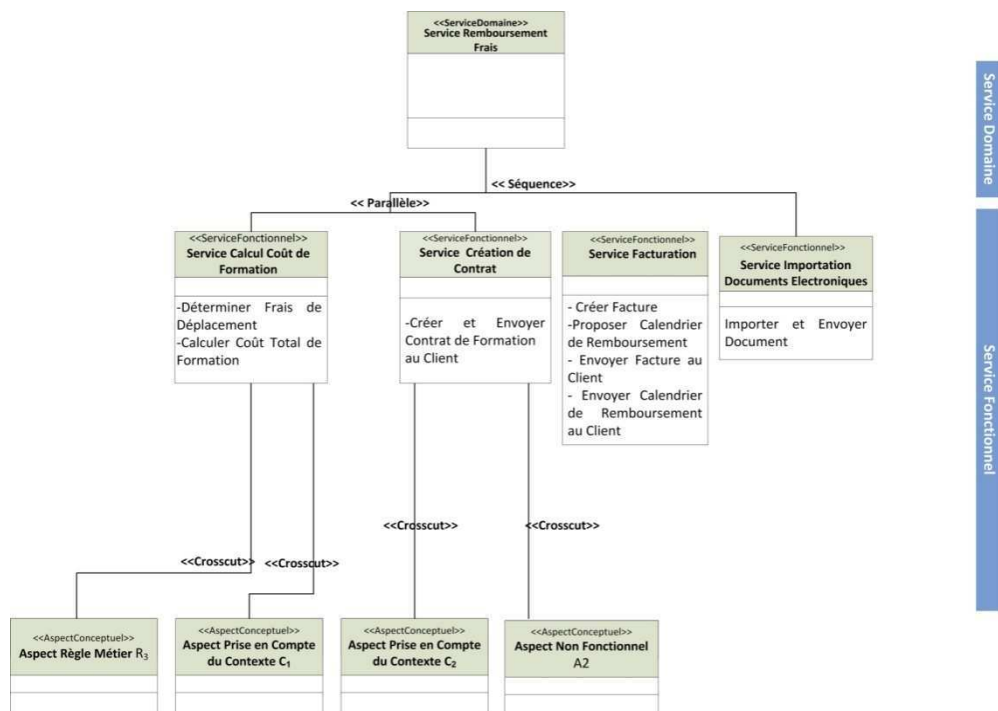 <<ServiceDomaine>>
Service Remboursement
Frais
<< Séquence>>
<< Parallèle>>
<<ServiceFonctionnel>>
Service Calcul Coût de
Formation
-Déterminer Frais de
Déplacement
-Calculer Coût Total de
Formation
<<ServiceFonctionnel>>
Service Création de
Contrat
-Créer et Envoyer
Contrat de Formation
au Client
<<ServiceFonctionnel>>
Service Facturation
- Créer Facture
-Proposer Calendrier
de Remboursement
- Envoyer Facture au
Client
- Envoyer Calendrier
de Remboursement
au Client
<<ServiceFonctionnel>>
Service Importation
Documents Electroniques
Importer et Envoyer
Document
<<Crosscut>>
<<Crosscut>>
<<Crosscut>>
<<Crosscut>>
<<AspectConceptuel>>
Aspect Règle Métier R3
<<AspectConceptuel>>
Aspect Prise en Compte
du Contexte C1
<<AspectConceptuel>>
Aspect Prise en Compte
du Contexte C2
<<AspectConceptuel>>
Aspect Non Fonctionnel
A2
Service Domaine
Service Fonctionnel